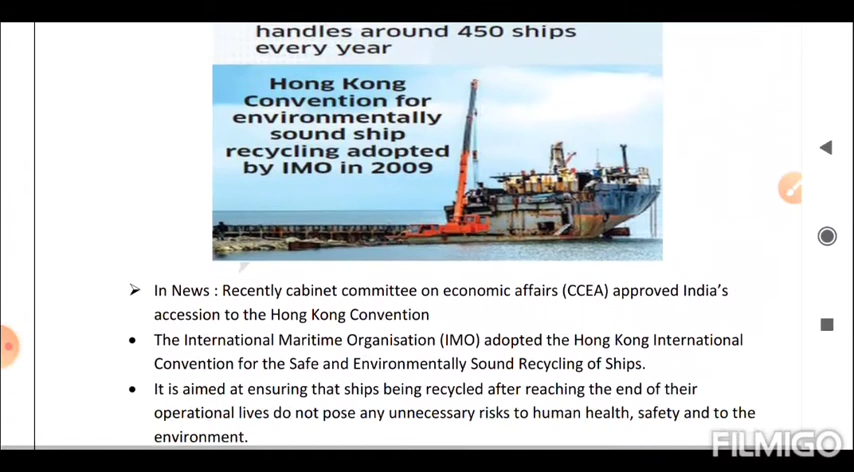 handles around 450 ships
every year
Hong Kong
Convention for
environmentally
sound ship
recycling adopted
by IMO in 2009
➢ In News : Recently cabinet committee on economic affairs (CCEA) approved India's
accession to the Hong Kong Convention
• The International Maritime Organisation (IMO) adopted the Hong Kong International
Convention for the Safe and Environmentally Sound Recycling of Ships.
• It is aimed at ensuring that ships being recycled after reaching the end of their
operational lives do not pose any unnecessary risks to human health, safety and to the
environment.
FILMIGO